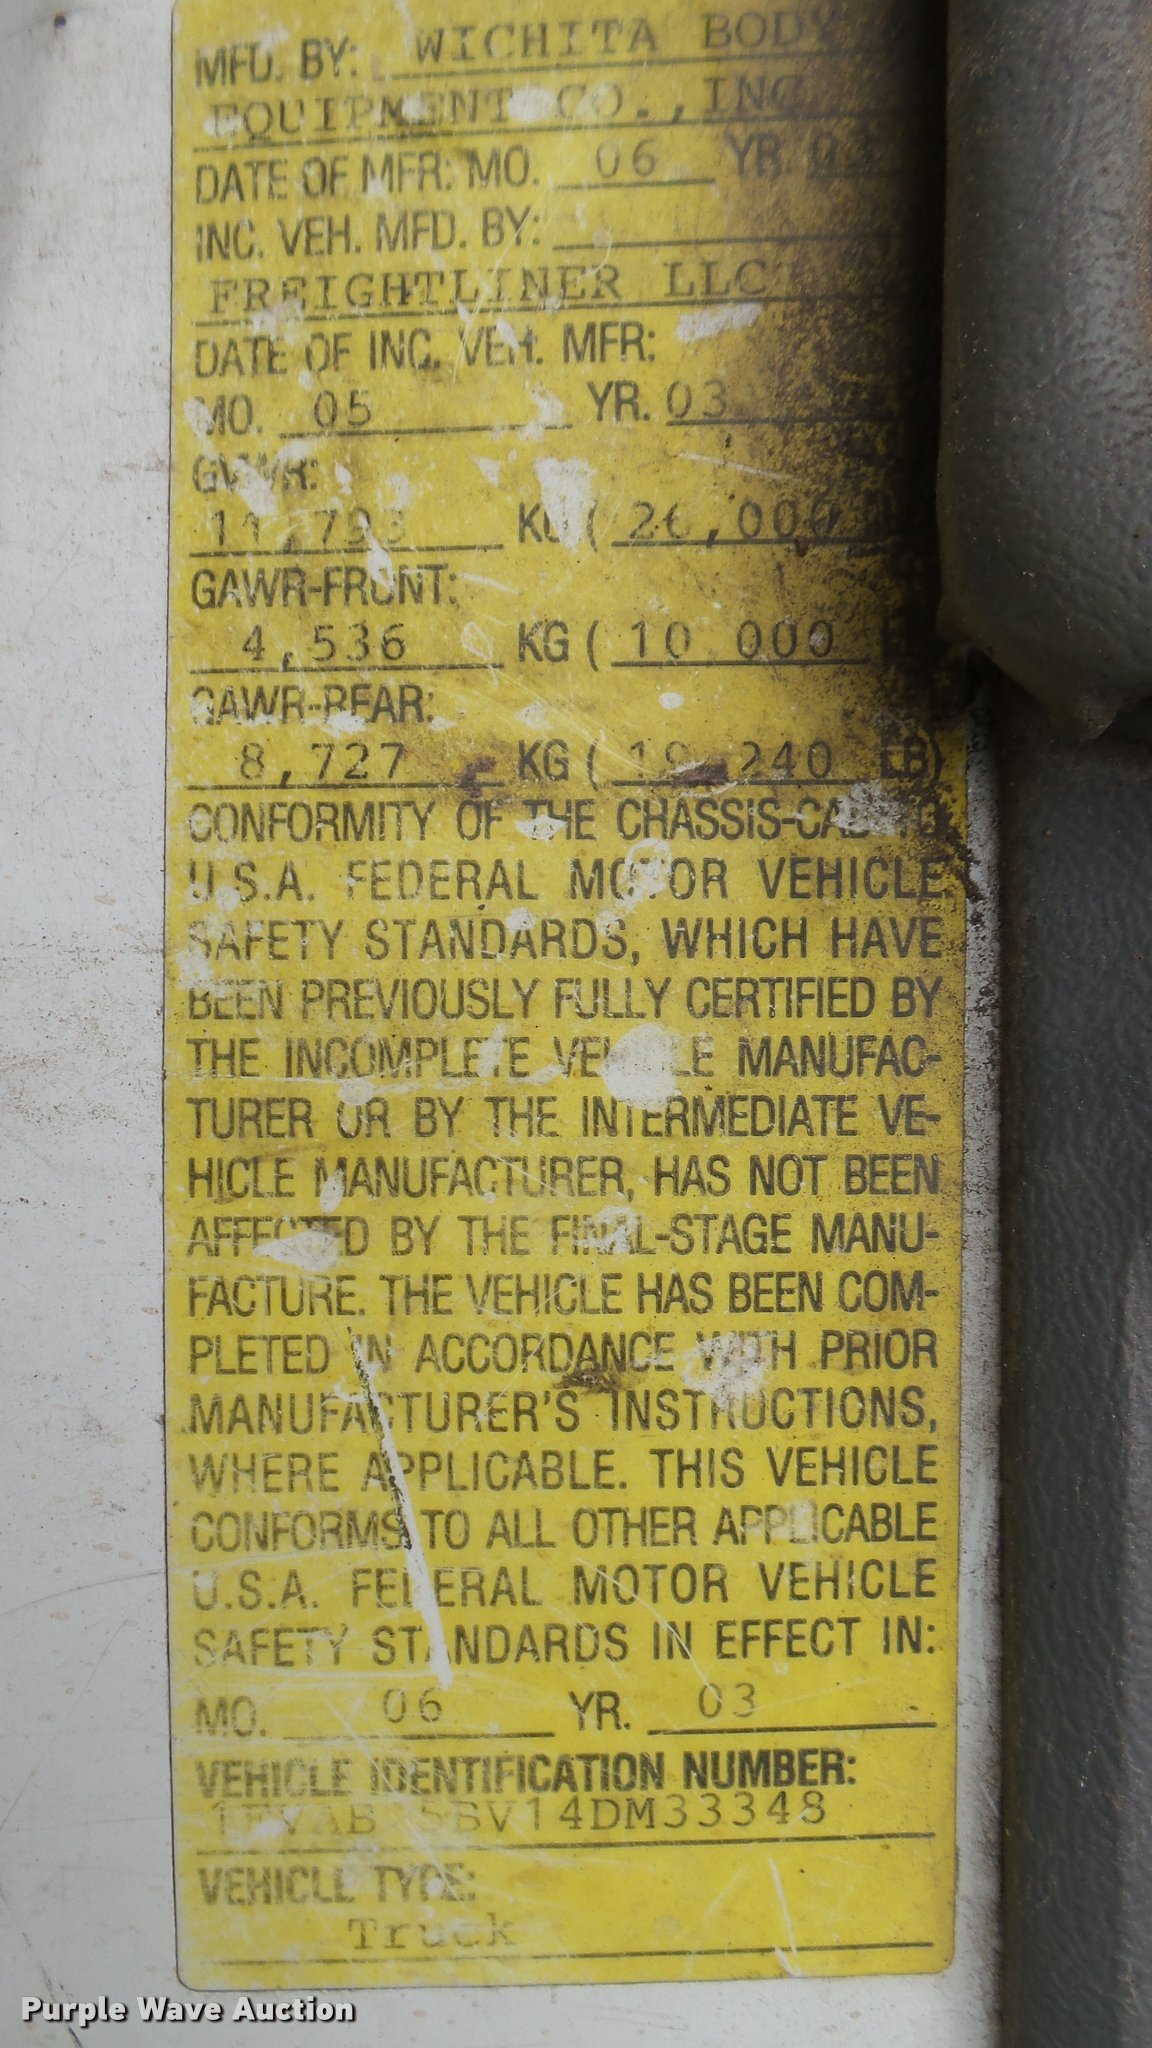 MFD. BY: WICHITA BODY
EQUIPMENT CO.,INC
DATE OF MFR: MO. 06 YR. 03
INC. VEH. MFD. BY:
FREIGHTLINER LLC
DATE OF INC. VEH. MFR:
MO. 05 YR. 03
GVWR:
11,793 KG ( 26,000
GAWR-FRONT:
4,536 KG ( 10 000
GAWR-REAR:
8,727 KG ( 19 240 LB)
CONFORMITY OF THE CHASSIS-CAB TO
U.S.A. FEDERAL MOTOR VEHICLE
SAFETY STANDARDS, WHICH HAVE
BEEN PREVIOUSLY FULLY CERTIFIED BY
THE INCOMPLETE VEHICLE MANUFAC-
TURER OR BY THE INTERMEDIATE VE-
HICLE MANUFACTURER, HAS NOT BEEN
AFFECTED BY THE FINAL-STAGE MANU-
FACTURE. THE VEHICLE HAS BEEN COM-
PLETED IN ACCORDANCE WITH PRIOR
MANUFACTURER'S INSTRUCTIONS,
WHERE APPLICABLE. THIS VEHICLE
CONFORMS TO ALL OTHER APPLICABLE
U.S.A. FEDERAL MOTOR VEHICLE
SAFETY STANDARDS IN EFFECT IN:
MO. 06 YR. 03
VEHICLE IDENTIFICATION NUMBER:
VEHICLE TYPE:
Truck
Purple Wave Auction